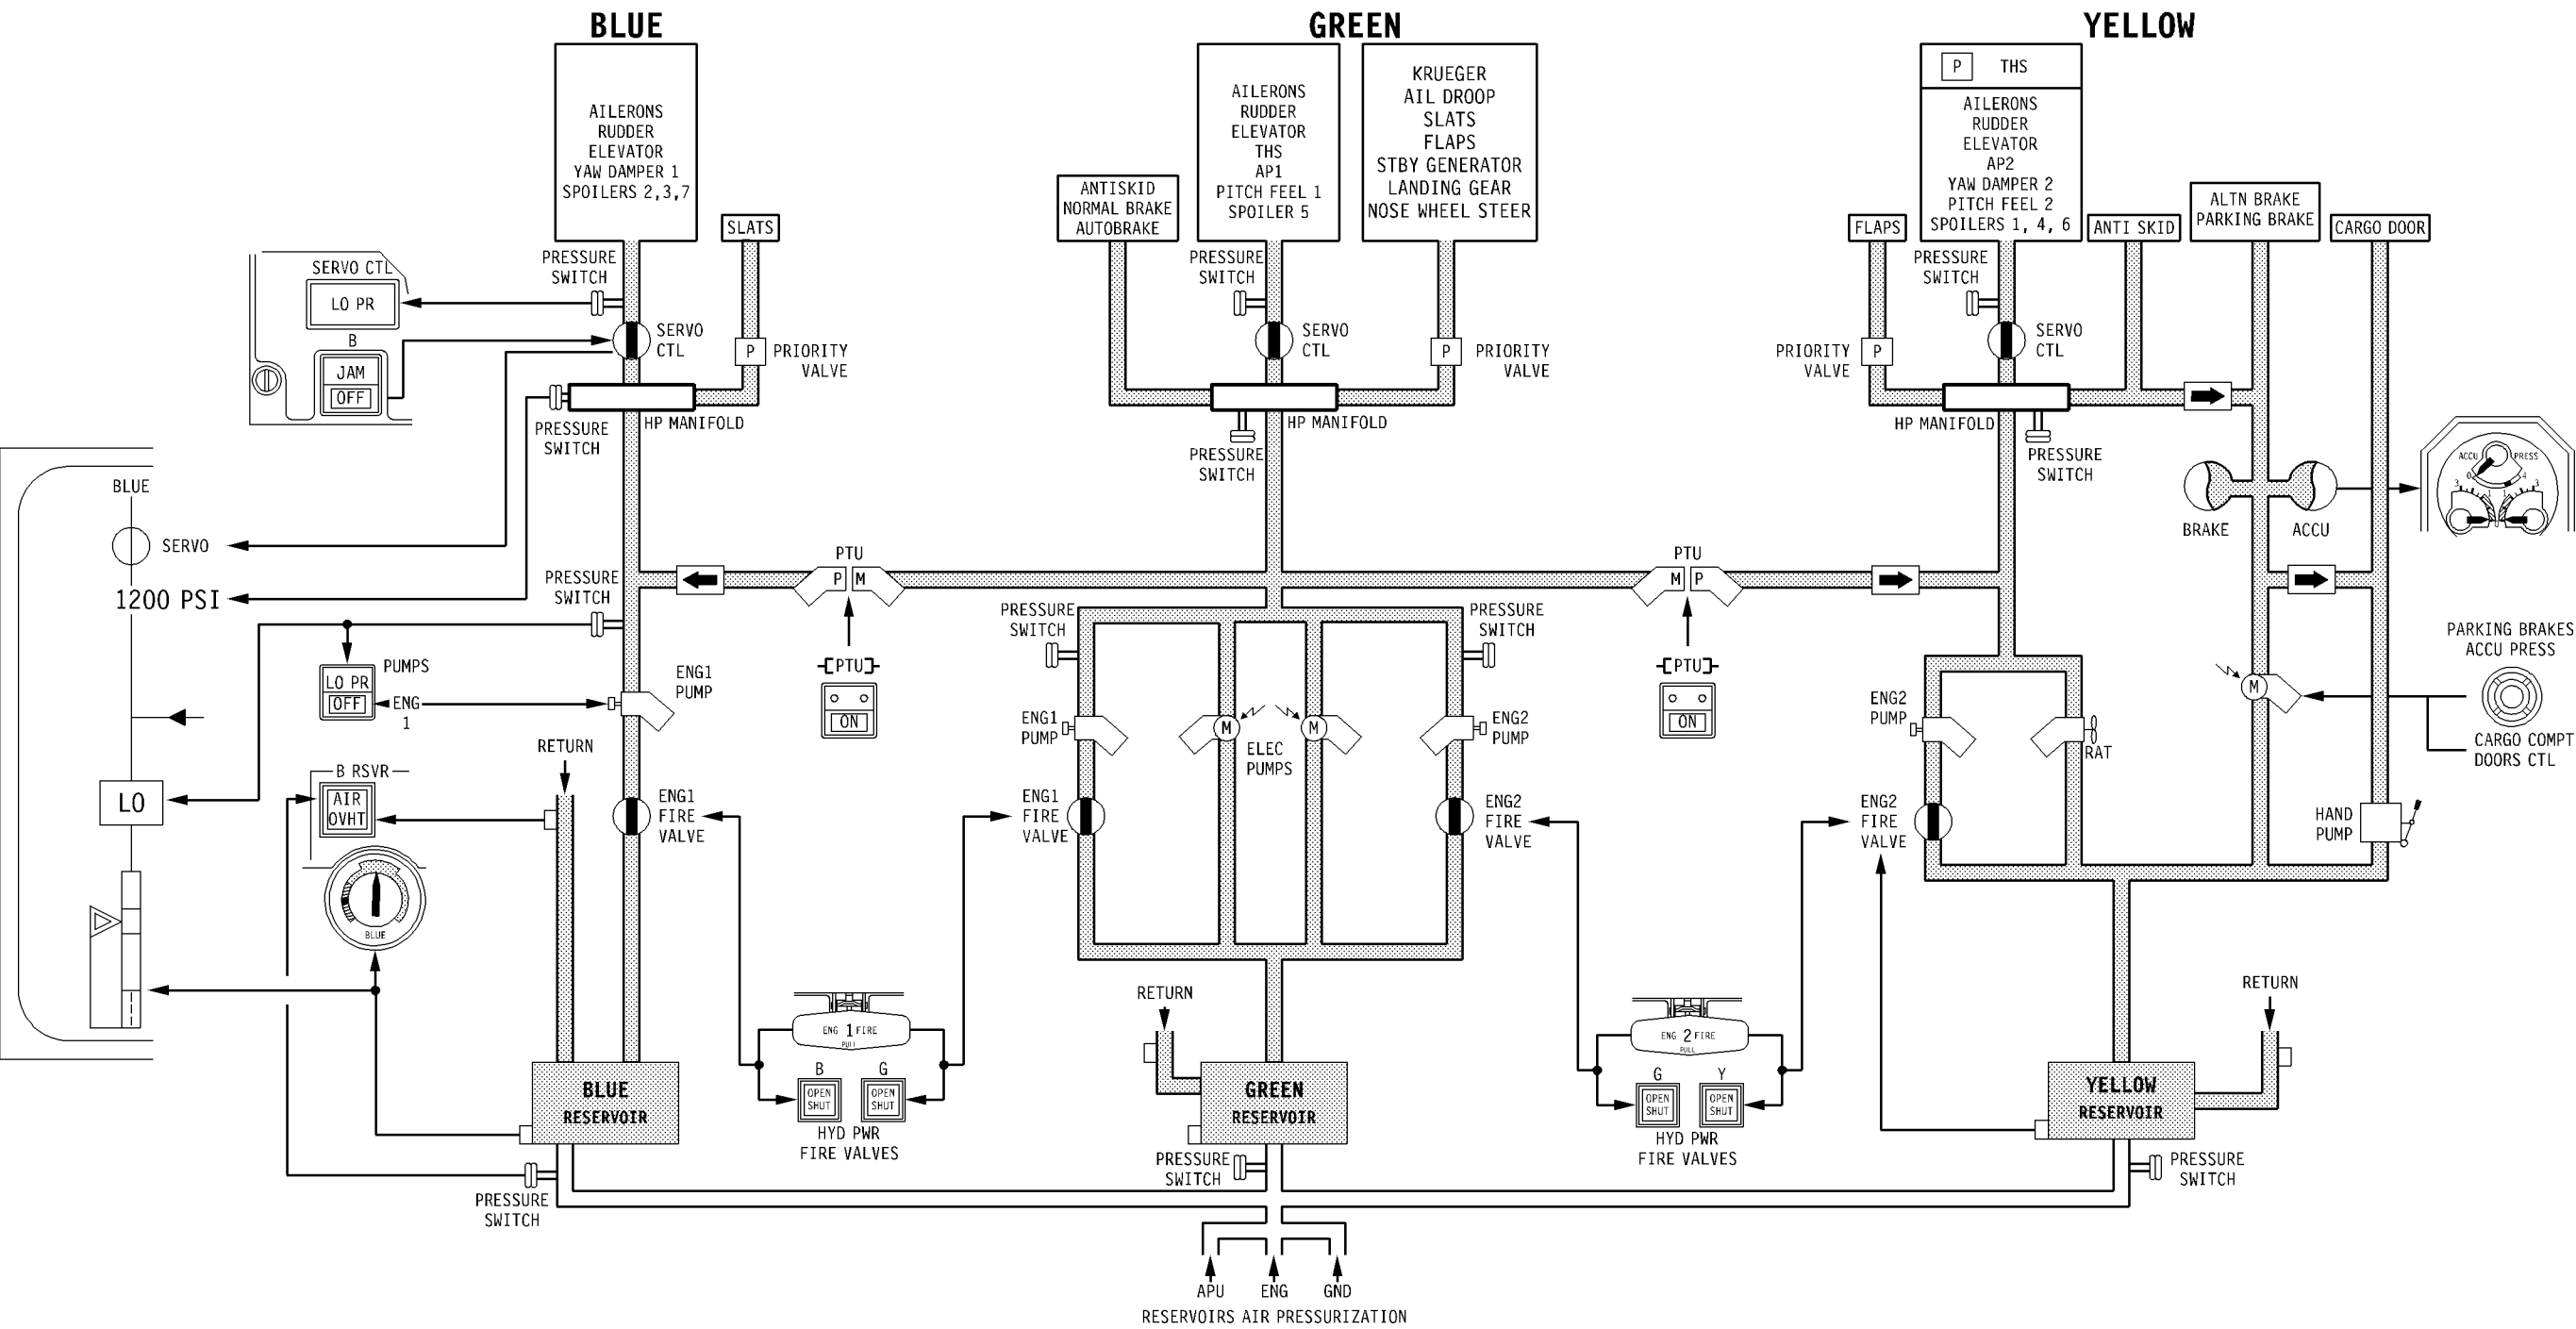 BLUE
GREEN
YELLOW
AILERONS
RUDDER
ELEVATOR
YAW DAMPER 1
SPOILERS 2,3,7
SLATS
ANTISKID
NORMAL BRAKE
AUTOBRAKE
AILERONS
RUDDER
ELEVATOR
THS
AP1
PITCH FEEL 1
SPOILER 5
KRUEGER
AIL DROOP
SLATS
FLAPS
STBY GENERATOR
LANDING GEAR
NOSE WHEEL STEER
FLAPS
P THS
AILERONS
RUDDER
ELEVATOR
AP2
YAW DAMPER 2
PITCH FEEL 2
SPOILERS 1, 4, 6
ANTI SKID
ALTN BRAKE
PARKING BRAKE
CARGO DOOR
SERVO CTL
LO PR
B
JAM
OFF
PRESSURE
SWITCH
SERVO
CTL
P
PRIORITY
VALVE
PRESSURE
SWITCH
HP MANIFOLD
PRESSURE
SWITCH
SERVO
CTL
P
PRIORITY
VALVE
HP MANIFOLD
PRESSURE
SWITCH
PRESSURE
SWITCH
SERVO
CTL
PRIORITY
VALVE
P
HP MANIFOLD
PRESSURE
SWITCH
BRAKE
ACCU
ACCU PRESS
0
4
3
1
1
3
BLUE
SERVO
1200 PSI
LO
PRESSURE
SWITCH
PTU
P M
PTU
ON
PTU
M P
PTU
ON
PUMPS
LO PR
OFF
ENG
1
ENG1
PUMP
RETURN
B RSVR
AIR
OVHT
BLUE
ENG1
FIRE
VALVE
PRESSURE
SWITCH
PRESSURE
SWITCH
ENG1
PUMP
M
M
ELEC
PUMPS
ENG2
PUMP
ENG1
FIRE
VALVE
ENG2
FIRE
VALVE
ENG2
PUMP
RAT
ENG2
FIRE
VALVE
M
PARKING BRAKES
ACCU PRESS
CARGO COMPT
DOORS CTL
HAND
PUMP
ENG 1 FIRE
PULL
B
G
OPEN
SHUT
OPEN
SHUT
HYD PWR
FIRE VALVES
RETURN
ENG 2 FIRE
PULL
G
Y
OPEN
SHUT
OPEN
SHUT
HYD PWR
FIRE VALVES
RETURN
BLUE
RESERVOIR
GREEN
RESERVOIR
YELLOW
RESERVOIR
PRESSURE
SWITCH
PRESSURE
SWITCH
PRESSURE
SWITCH
APU
ENG
GND
RESERVOIRS AIR PRESSURIZATION